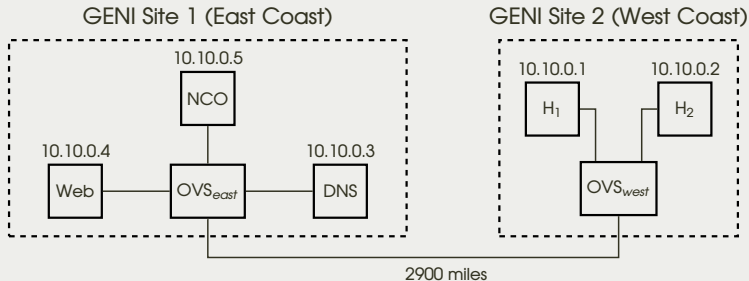 GENI Site 1 (East Coast)
GENI Site 2 (West Coast)
10.10.0.5
NCO
10.10.0.4
Web
OVSeast
10.10.0.3
DNS
10.10.0.1
H1
10.10.0.2
H2
OVSwest
2900 miles